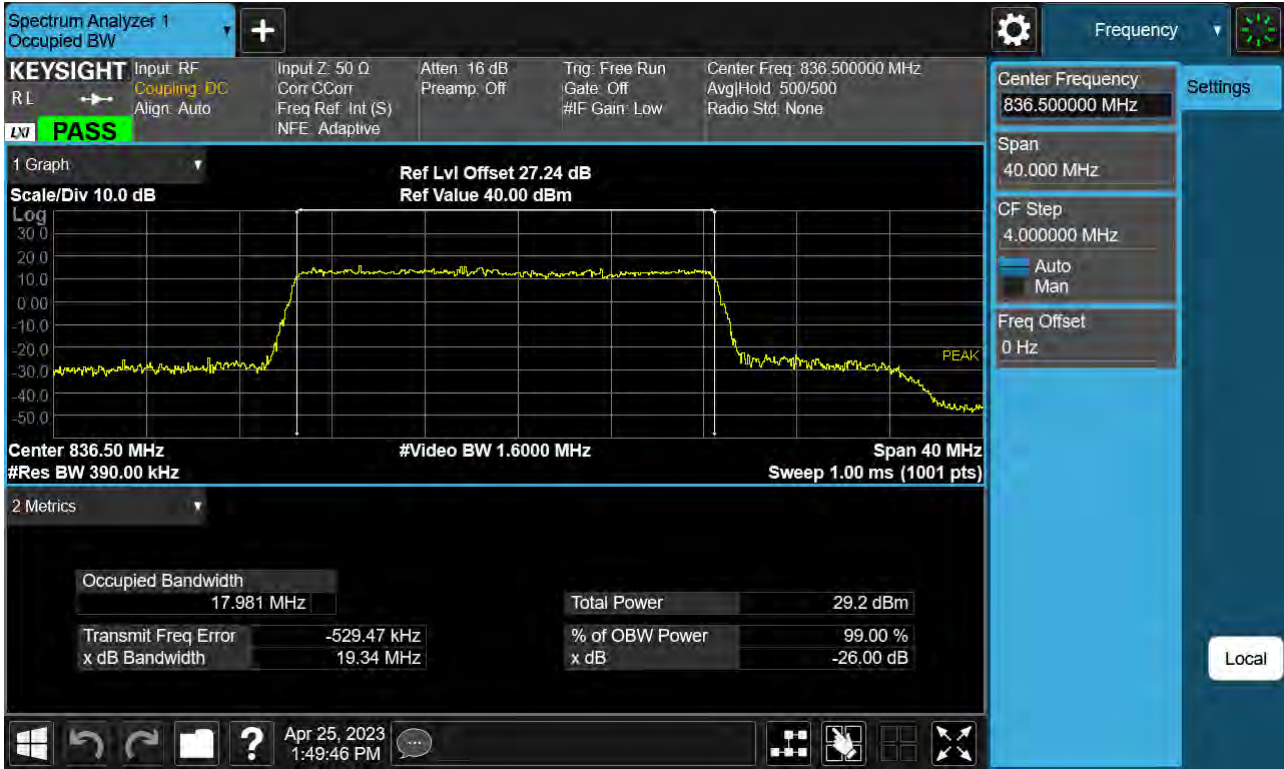 Spectrum Analyzer 1
Occupied BW
Frequency
KEYSIGHT
R L
LXI PASS
Input: RF
Coupling: DC
Align: Auto
Input Z: 50 Ω
Corr CCorr
Freq Ref: Int (S)
NFE: Adaptive
Atten: 16 dB
Preamp: Off
Trig: Free Run
Gate: Off
#IF Gain: Low
Center Freq: 836.500000 MHz
Avg|Hold: 500/500
Radio Std: None
Center Frequency
836.500000 MHz
Settings
Span
40.000 MHz
CF Step
4.000000 MHz
Auto
Man
Freq Offset
0 Hz
Local
1 Graph
Scale/Div 10.0 dB
Ref Lvl Offset 27.24 dB
Ref Value 40.00 dBm
Log
30.0
20.0
10.0
0.00
-10.0
-20.0
-30.0
-40.0
-50.0
PEAK
Center 836.50 MHz
#Video BW 1.6000 MHz
Span 40 MHz
#Res BW 390.00 kHz
Sweep 1.00 ms (1001 pts)
2 Metrics
Occupied Bandwidth
17.981 MHz
Total Power 29.2 dBm
Transmit Freq Error -529.47 kHz
% of OBW Power 99.00 %
x dB Bandwidth 19.34 MHz
x dB -26.00 dB
?
Apr 25, 2023
1:49:46 PM